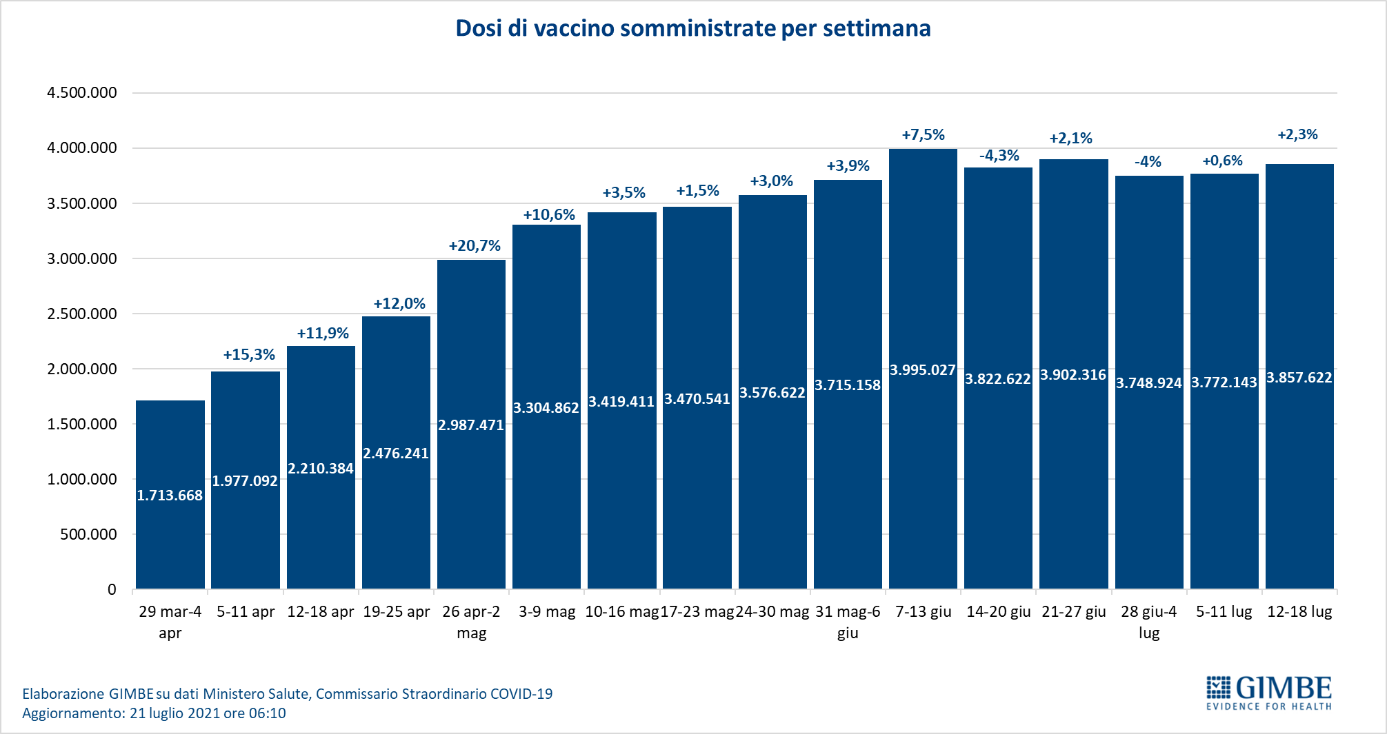 Dosi di vaccino somministrate per settimana
4.500.000
4.000.000
3.500.000
3.000.000
2.500.000
2.000.000
1.500.000
1.000.000
500.000
0
+15,3%
+11,9%
+12,0%
+20,7%
+10,6%
+3,5%
+1,5%
+3,0%
+3,9%
+7,5%
-4,3%
+2,1%
-4%
+0,6%
+2,3%
1.713.668
1.977.092
2.210.384
2.476.241
2.987.471
3.304.862
3.419.411
3.470.541
3.576.622
3.715.158
3.995.027
3.822.622
3.902.316
3.748.924
3.772.143
3.857.622
29 mar-4
apr
5-11 apr
12-18 apr
19-25 apr
26 apr-2
mag
3-9 mag
10-16 mag
17-23 mag
24-30 mag
31 mag-6
giu
7-13 giu
14-20 giu
21-27 giu
28 giu-4
lug
5-11 lug
12-18 lug
Elaborazione GIMBE su dati Ministero Salute, Commissario Straordinario COVID-19
Aggiornamento: 21 luglio 2021 ore 06:10
GIMBE
EVIDENCE FOR HEALTH